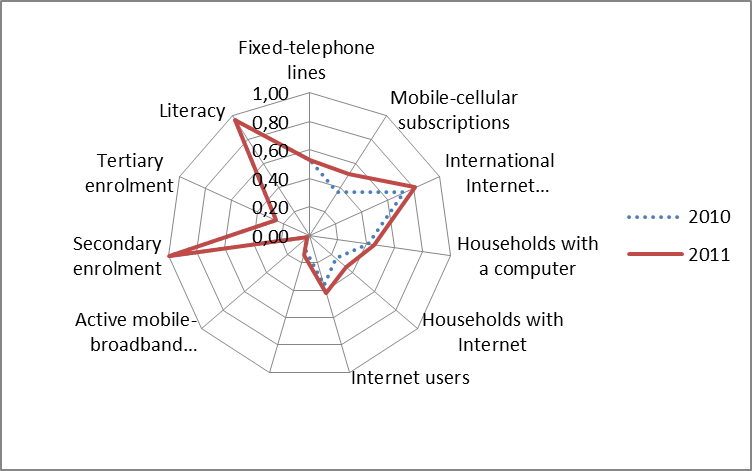 Fixed-telephone
lines
Mobile-cellular
subscriptions
International
Internet...
Households with
a computer
Households with
Internet
Internet users
Active mobile-
broadband...
Secondary
enrolment
Tertiary
enrolment
Literacy
1,00
0,80
0,60
0,40
0,20
0,00
2010
2011